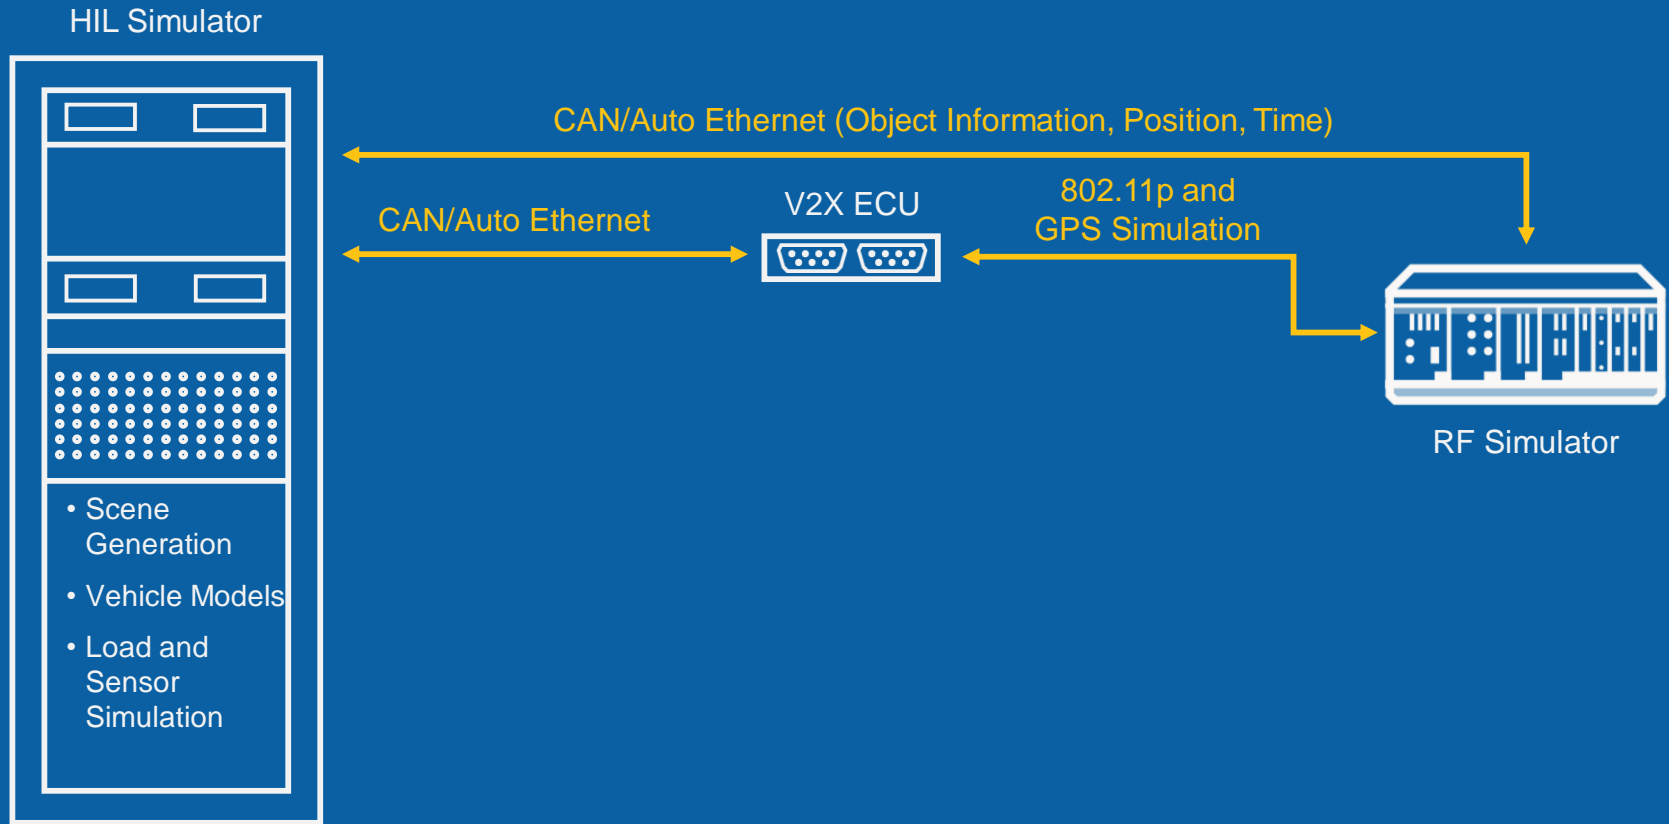 HIL Simulator
CAN/Auto Ethernet (Object Information, Position, Time)
CAN/Auto Ethernet
V2X ECU
802.11p and
GPS Simulation
RF Simulator
• Scene
Generation
• Vehicle Models
• Load and
Sensor
Simulation